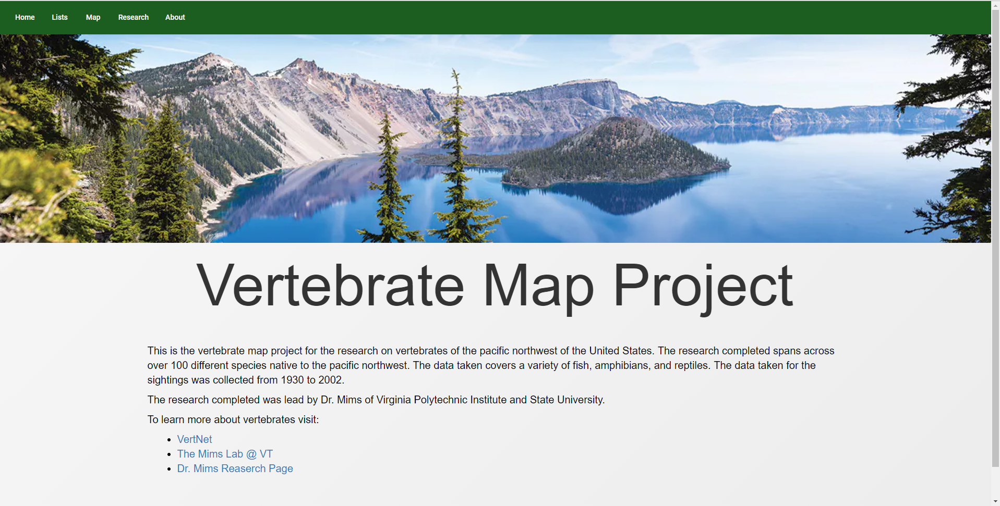 Home Lists Map Research About
Vertebrate Map Project
This is the vertebrate map project for the research on vertebrates of the pacific northwest of the United States. The research completed spans across
over 100 different species native to the pacific northwest. The data taken covers a variety of fish, amphibians, and reptiles. The data taken for the
sightings was collected from 1930 to 2002.
The research completed was lead by Dr. Mims of Virginia Polytechnic Institute and State University.
To learn more about vertebrates visit:
• VertNet
• The Mims Lab @ VT
• Dr. Mims Reaserch Page